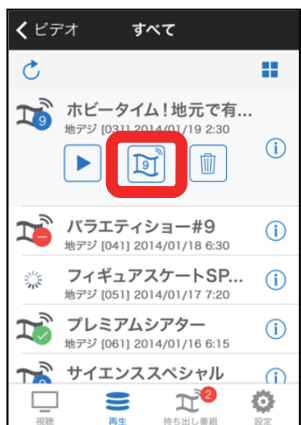 ビデオ すべて
9 ホビータイム!地元で有...
地デジ [031] 2014/01/19 2:30
9
バラエティショー#9
地デジ [041] 2014/01/18 6:30
フィギュアスケートSP...
地デジ [051] 2014/01/17 7:20
プレミアムシアター
地デジ [061] 2014/01/16 6:15
サイエンススペシャル
2
視聴 再生 持ち出し番組 設定